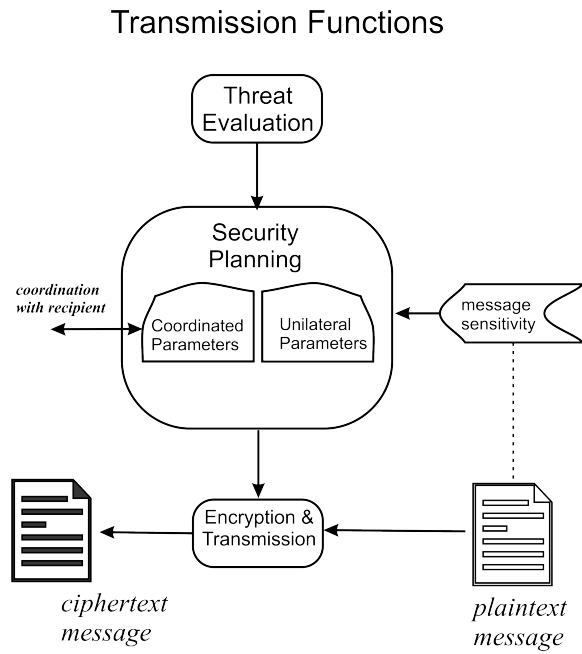 Transmission Functions
Threat
Evaluation
Security
Planning
coordination
with recipient
Coordinated
Parameters
Unilateral
Parameters
message
sensitivity
Encryption &
Transmission
ciphertext
message
plaintext
message